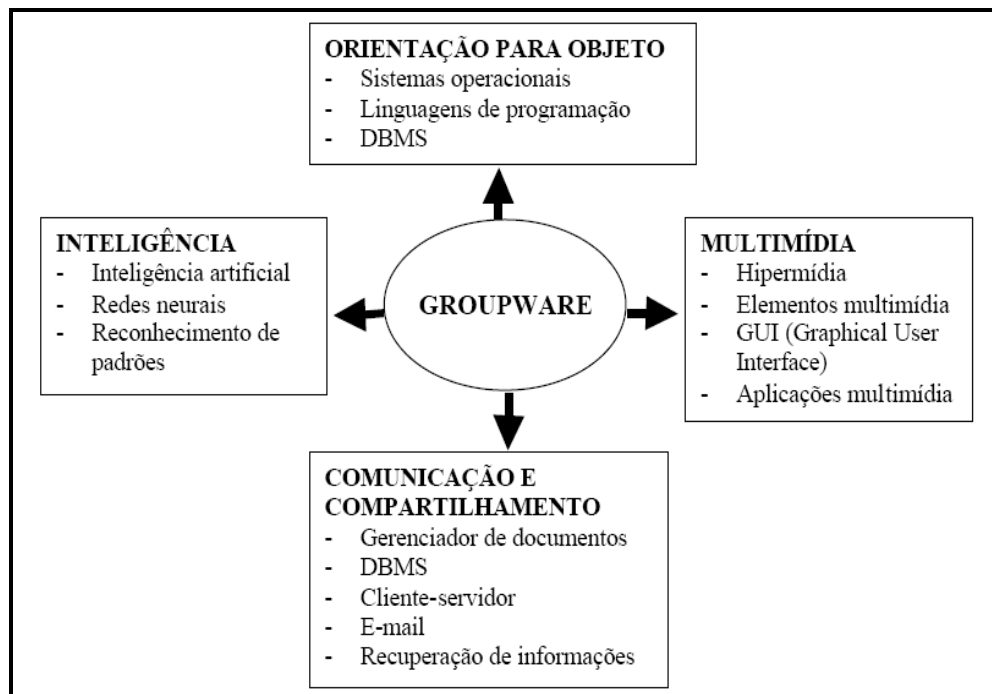 ORIENTAÇÃO PARA OBJETO
- Sistemas operacionais
- Linguagens de programação
- DBMS
INTELIGÊNCIA
- Inteligência artificial
- Redes neurais
- Reconhecimento de
padrões
GROUPWARE
MULTIMÍDIA
- Hipermídia
- Elementos multimídia
- GUI (Graphical User
Interface)
- Aplicações multimídia
COMUNICAÇÃO E
COMPARTILHAMENTO
- Gerenciador de documentos
- DBMS
- Cliente-servidor
- E-mail
- Recuperação de informações